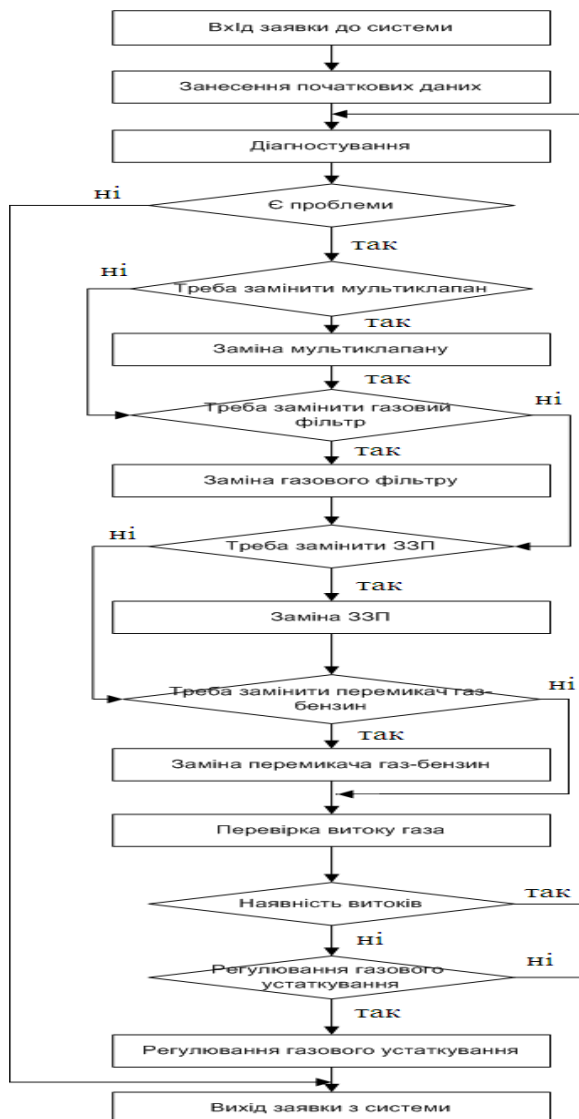 Вхід заявки до системи
Занесення початкових даних
Діагностування
ні
Є проблеми
так
ні
Треба замінити мультиклапан
так
Заміна мультиклапану
так
Треба замінити газовий
фільтр
ні
так
Заміна газового фільтру
ні
Треба замінити ЗЗП
так
Заміна ЗЗП
Треба замінити перемикач газ-
бензин
ні
так
Заміна перемикача газ-бензин
Перевірка витоку газа
Наявність витоків
так
ні
Регулювання газового
устаткування
ні
так
Регулювання газового устаткування
Вихід заявки з системи